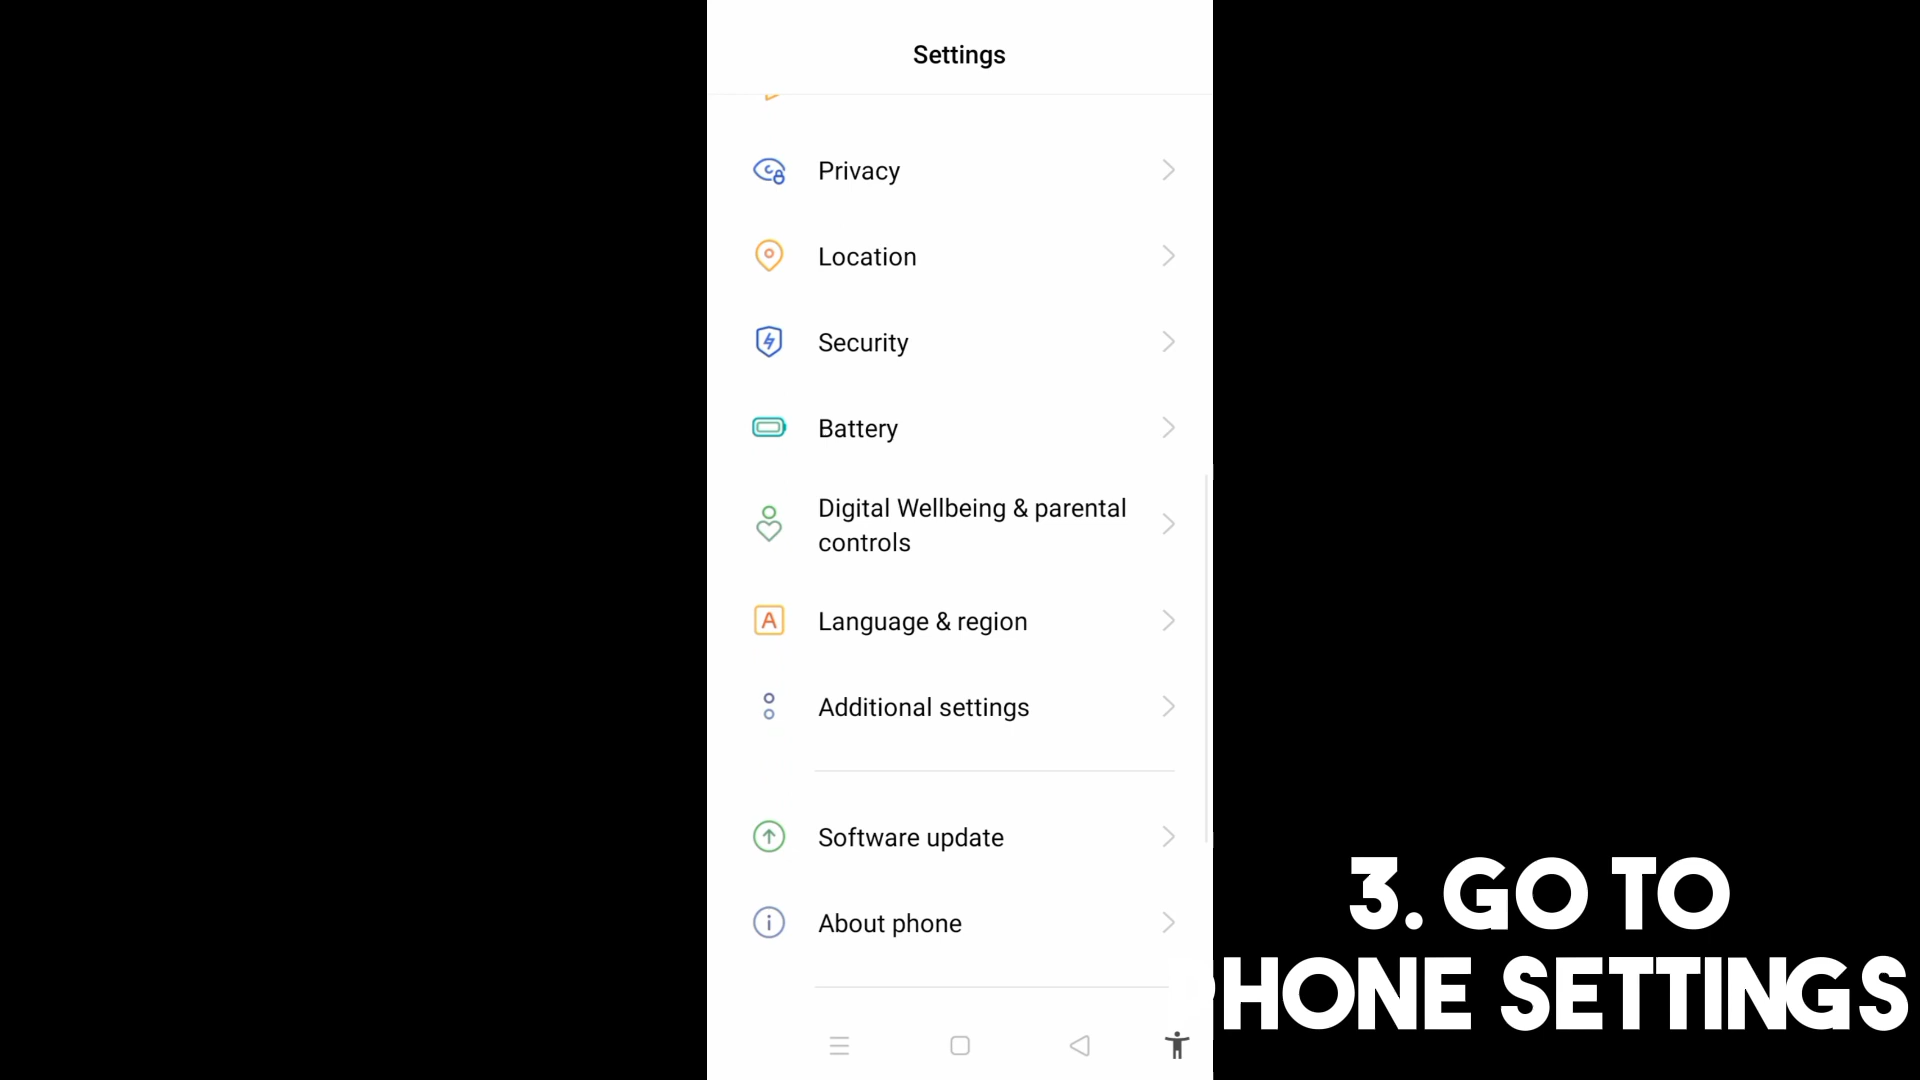 Settings
Privacy
Location
Security
Battery
Digital Wellbeing & parental
controls
A
Language & region
Additional settings
Software update
About phone
3. GO TO
PHONE SETTINGS